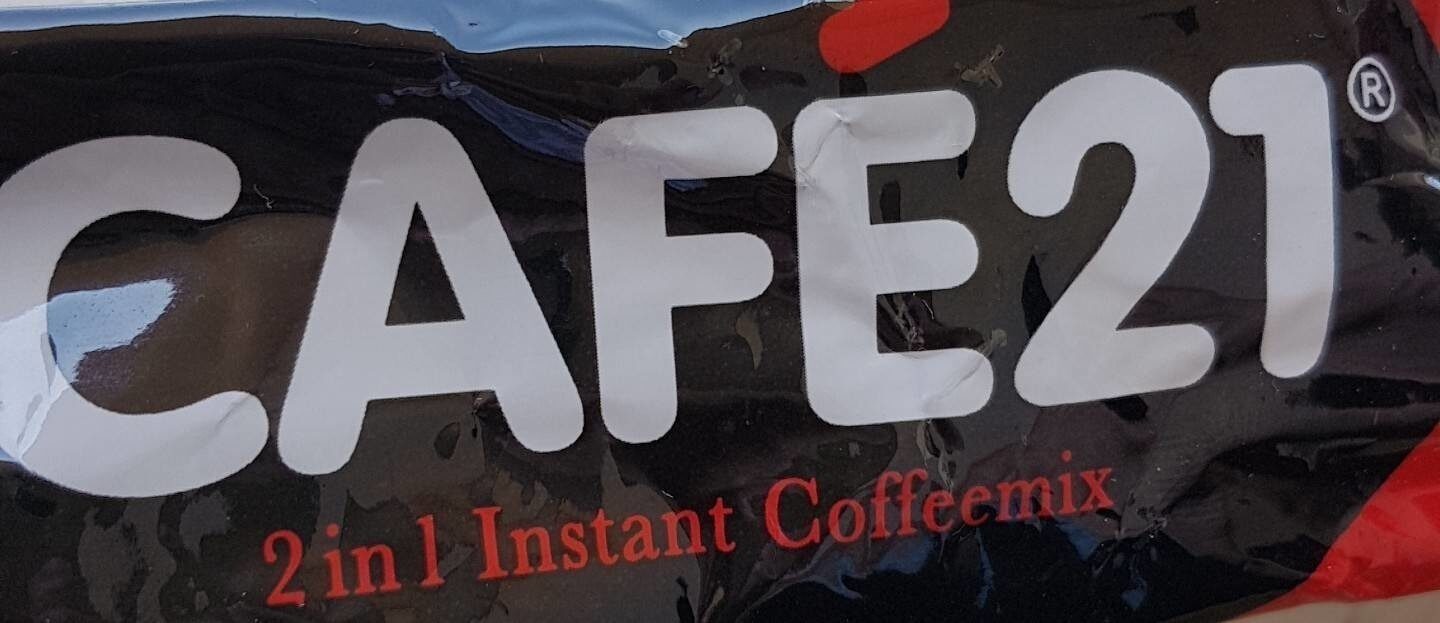 CAFE21®
2 in 1 Instant Coffeemix